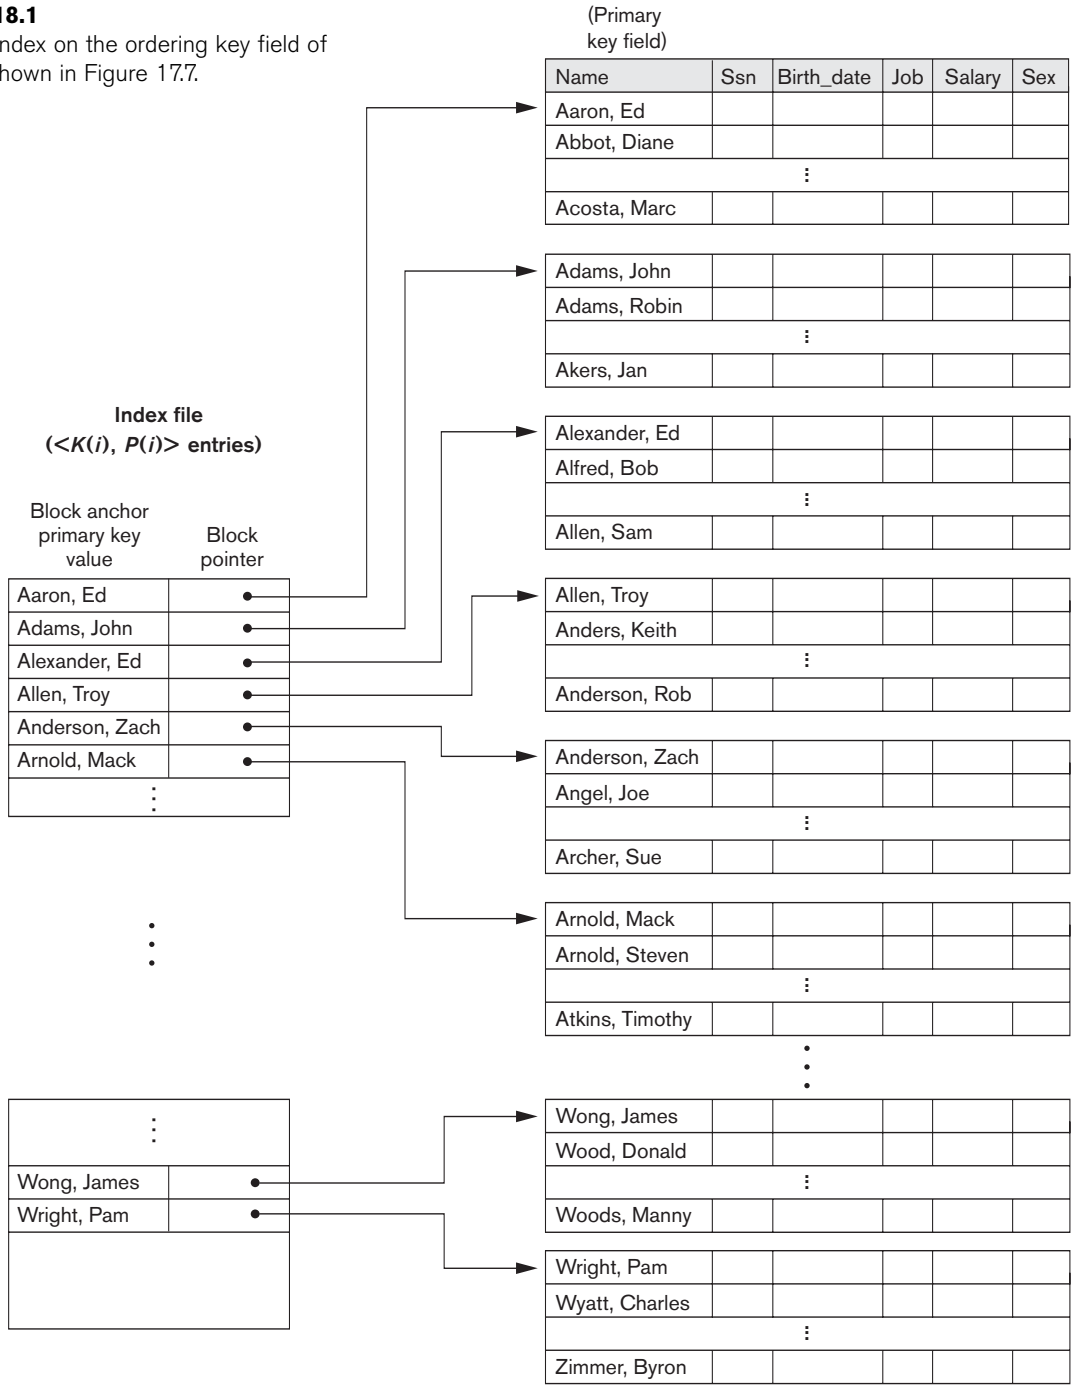 18.1
ndex on the ordering key field of
hown in Figure 17.7.
(Primary
key field)
Name Ssn Birth_date Job Salary Sex
Aaron, Ed
Abbot, Diane
⋮
Acosta, Marc
Adams, John
Adams, Robin
⋮
Akers, Jan
Alexander, Ed
Alfred, Bob
⋮
Allen, Sam
Allen, Troy
Anders, Keith
⋮
Anderson, Rob
Anderson, Zach
Angel, Joe
⋮
Archer, Sue
Arnold, Mack
Arnold, Steven
⋮
Atkins, Timothy
⋮
Wong, James
Wood, Donald
⋮
Woods, Manny
Wright, Pam
Wyatt, Charles
⋮
Zimmer, Byron
Index file
(<K(i), P(i)> entries)
Block anchor
primary key
value
Block
pointer
Aaron, Ed
Adams, John
Alexander, Ed
Allen, Troy
Anderson, Zach
Arnold, Mack
⋮
⋮
⋮
Wong, James
Wright, Pam